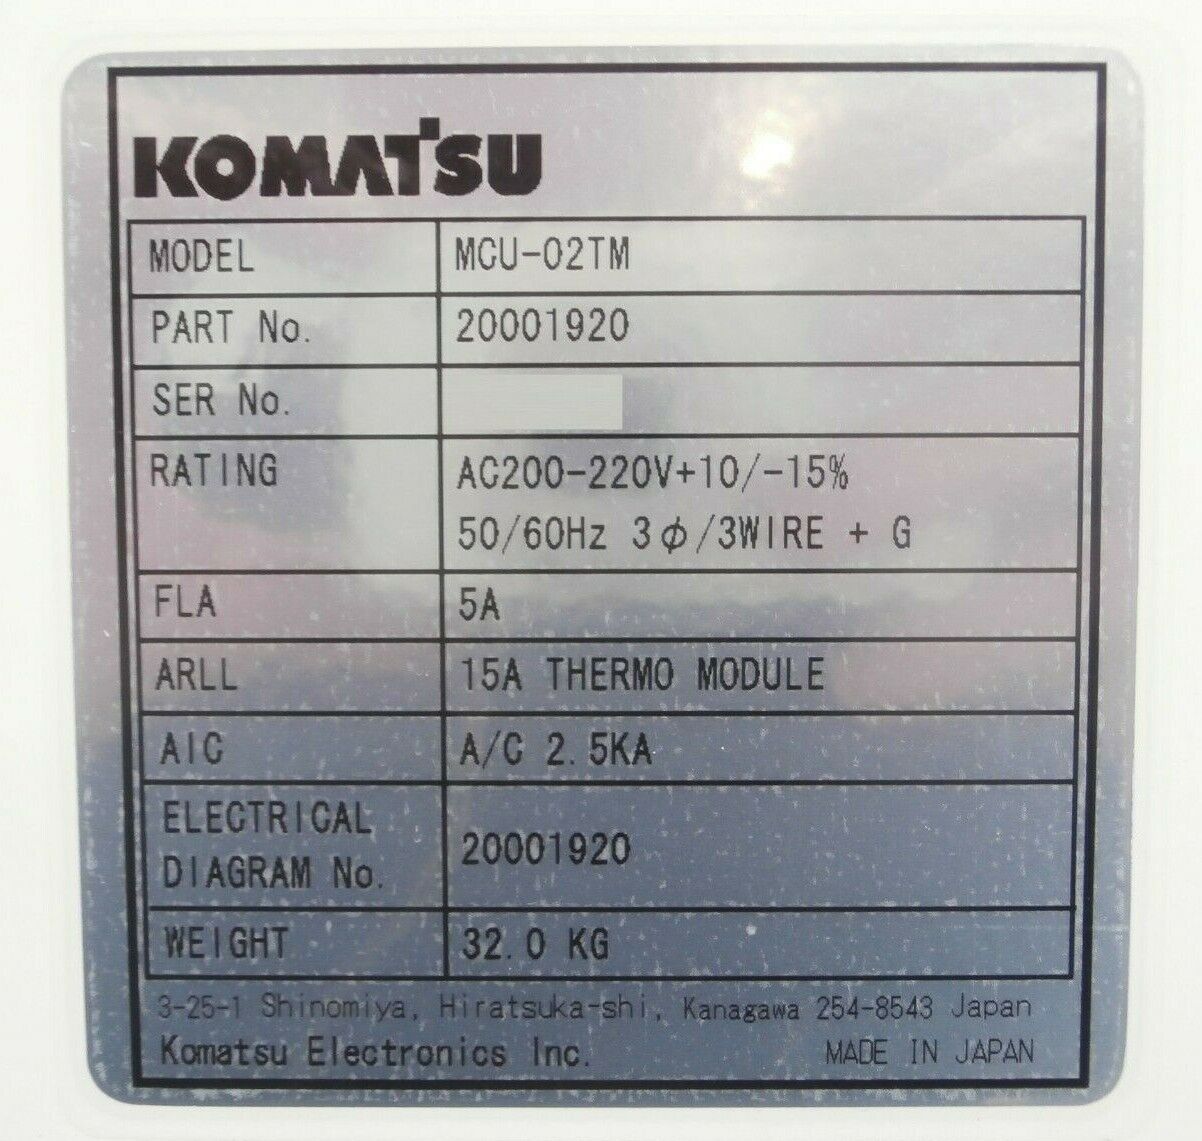 KOMATSU
MODEL MCU-02TM
PART No. 20001920
SER No.
RATING AC200-220V+10/-15%
50/60Hz 3φ/3WIRE + G
FLA 5A
ARLL 15A THERMO MODULE
AIC A/C 2.5KA
ELECTRICAL
DIAGRAM No. 20001920
WEIGHT 32.0 KG
3-25-1 Shinomiya, Hiratsuka-shi, Kanagawa 254-8543 Japan
Komatsu Electronics Inc. MADE IN JAPAN